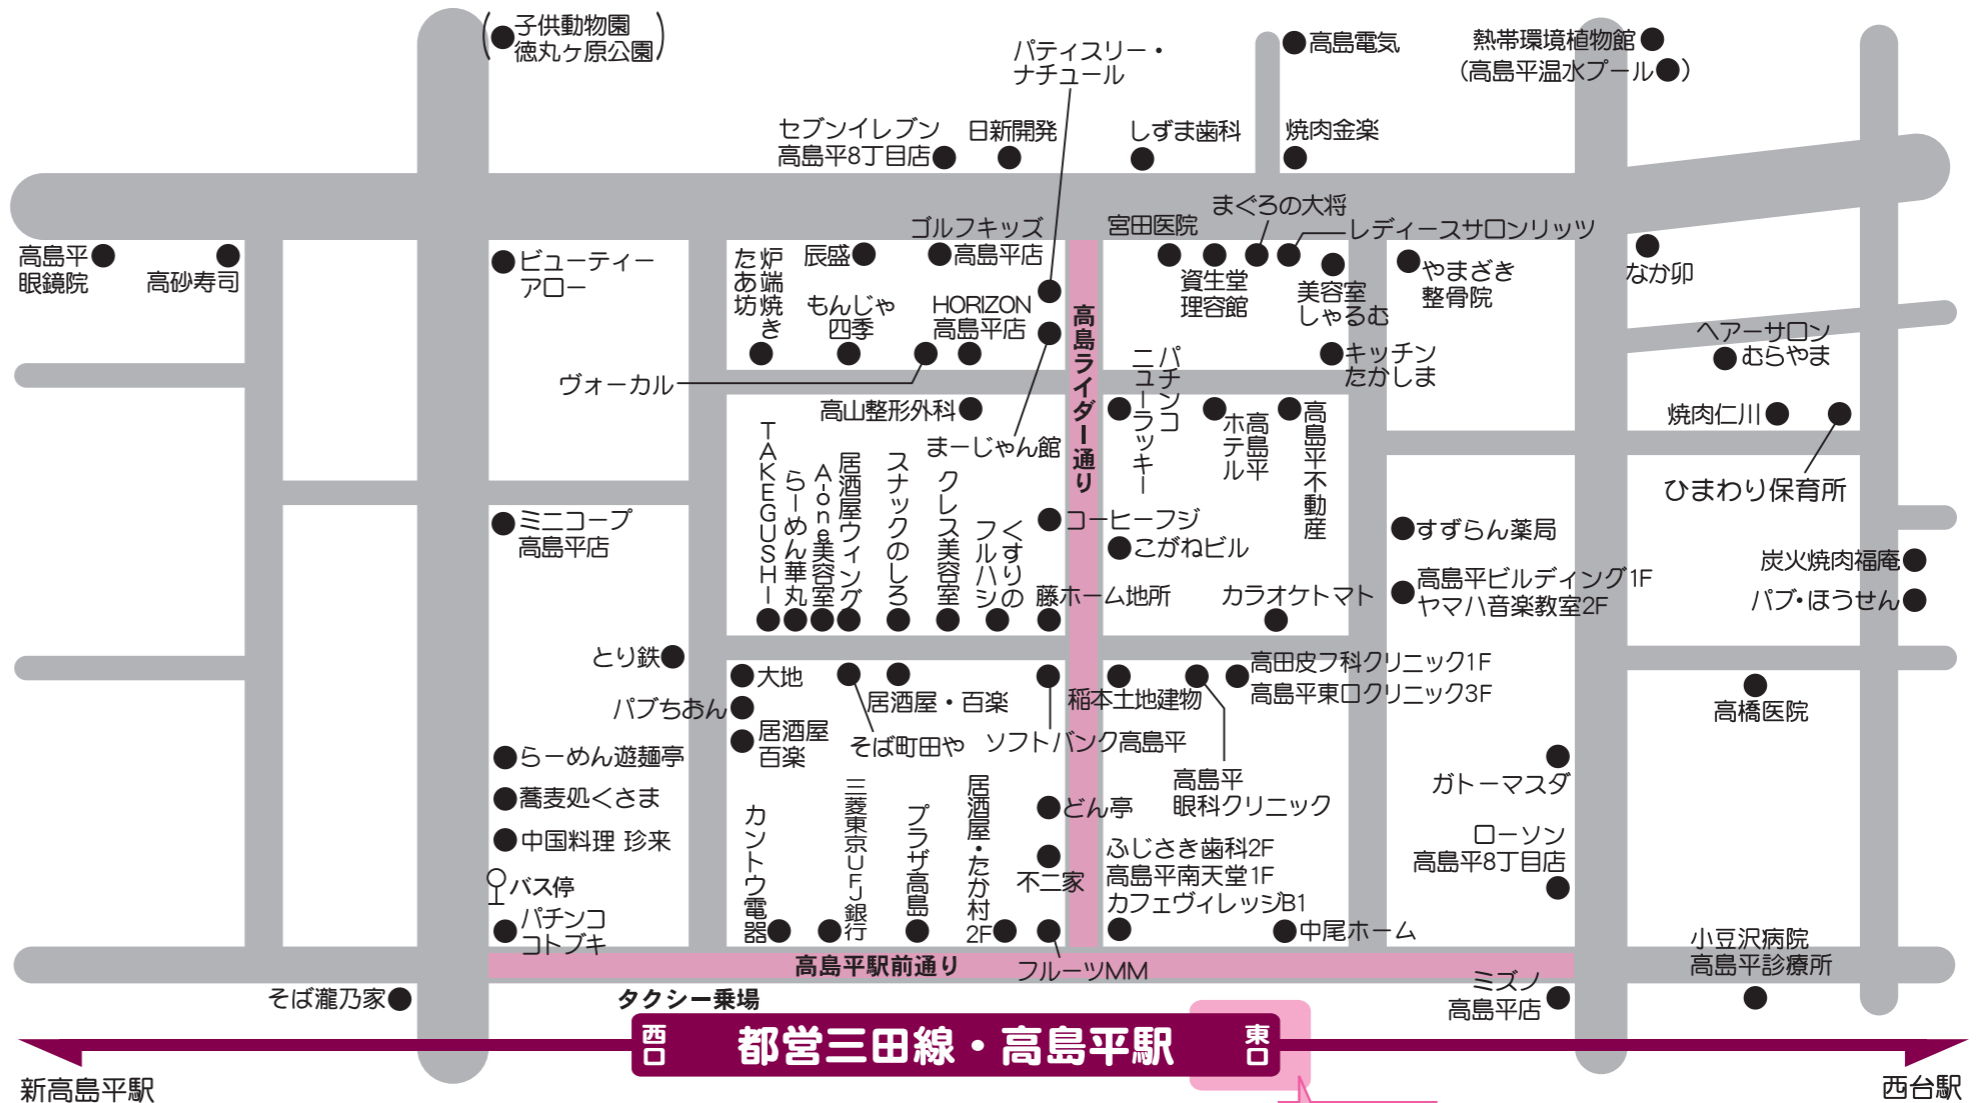 子供動物園
(徳丸ヶ原公園)
パティスリー・
ナチュール
高島電気
熱帯環境植物館
(高島平温水プール)
セブンイレブン
高島平8丁目店
日新開発
しずま歯科
焼肉金楽
高島平
眼鏡院
高砂寿司
ビューティー
アロー
炉端焼き
たあ坊
辰盛
ゴルフキッズ
高島平店
もんじゃ
四季
HORIZON
高島平店
ヴォーカル
高島ライダー通り
宮田医院
まぐろの大将
レディースサロンリッツ
資生堂
理容館
美容室
しゃるむ
やまざき
整骨院
なか卯
キッチン
たかしま
ヘアーサロン
むらやま
高山整形外科
まーじゃん館
パチンコ
ニューラッキー
高島平
ホテル
高島平不動産
焼肉仁川
ひまわり保育所
ミニコープ
高島平店
TAKEGUSHI
らーめん華丸
A-one美容室
居酒屋ウィング
スナックのしろ
クレス美容室
くすりの
フルハシ
コーヒーフジ
こがねビル
藤ホーム地所
カラオケトマト
すずらん薬局
高島平ビルディング1F
ヤマハ音楽教室2F
炭火焼肉福庵
パブ・ほうせん
とり鉄
大地
パブちおん
居酒屋
百楽
居酒屋・百楽
そば町田や
ソフトバンク高島平
稲本土地建物
高田皮フ科クリニック1F
高島平東口クリニック3F
高島平
眼科クリニック
高橋医院
らーめん遊麺亭
蕎麦処くさま
中国料理 珍来
バス停
パチンコ
コトブキ
カントウ電器
三菱東京UFJ銀行
プラザ高島
居酒屋・たか村
2F
どん亭
不二家
フルーツMM
ふじさき歯科2F
高島平南天堂1F
カフェヴィレッジB1
中尾ホーム
ガトーマスダ
ローソン
高島平8丁目店
高島平駅前通り
小豆沢病院
高島平診療所
ミズノ
高島平店
そば瀧乃家
タクシー乗場
西口
都営三田線・高島平駅
東口
新高島平駅
西台駅